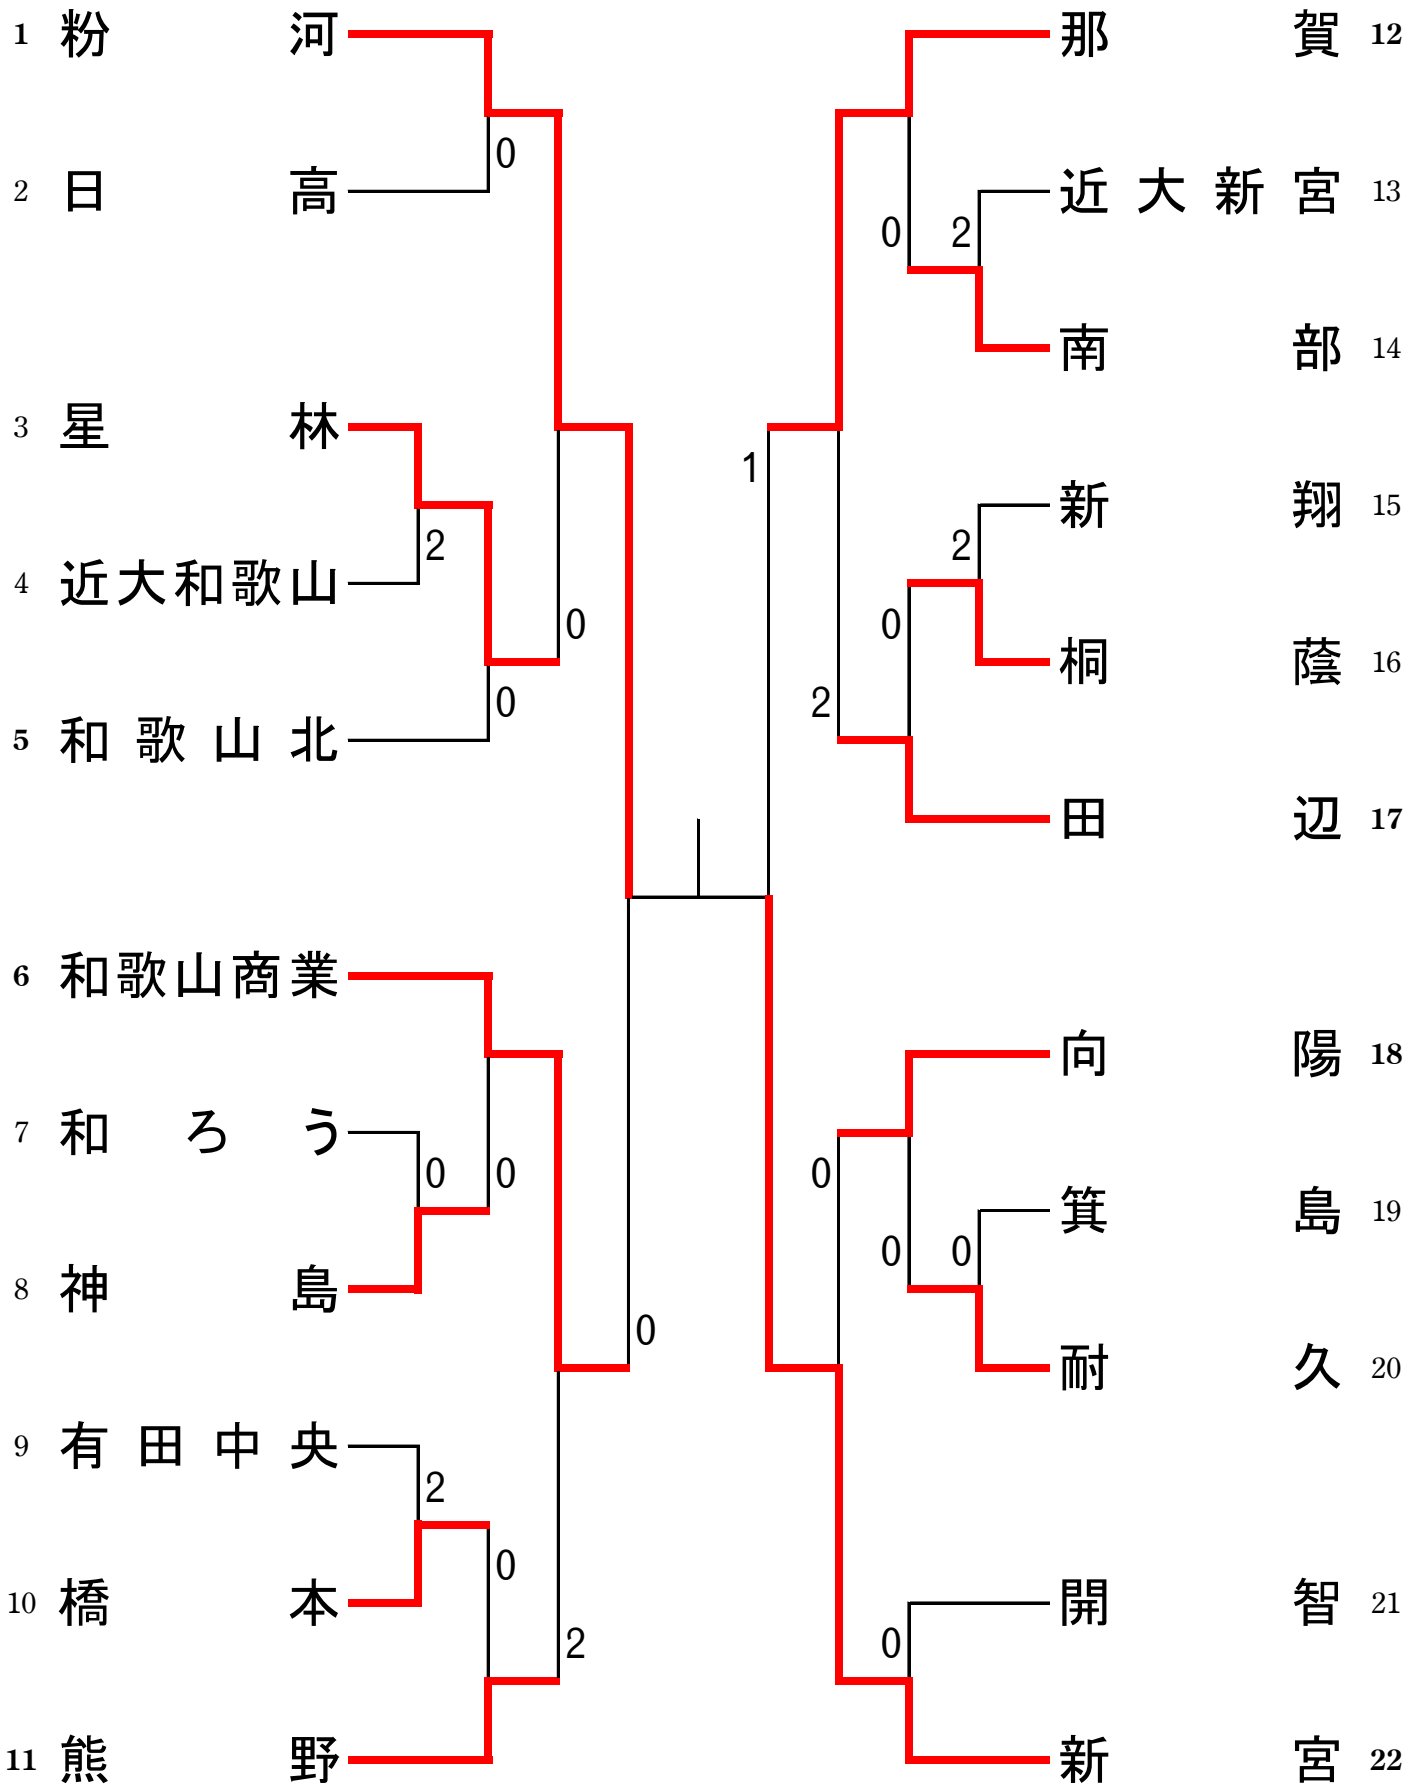 1 粉河
0
2 日高
3 星林
2
4 近大和歌山
0
0
5 和歌山北
6 和歌山商業
7 和ろう
0 0
8 神島
0
9 有田中央
2
0
10 橋本
2
11 熊野
那賀 12
近大新宮 13
0 2
南部 14
1
新翔 15
2
0
桐蔭 16
2
田辺 17
向陽 18
0
箕島 19
0 0
耐久 20
開智 21
0
新宮 22